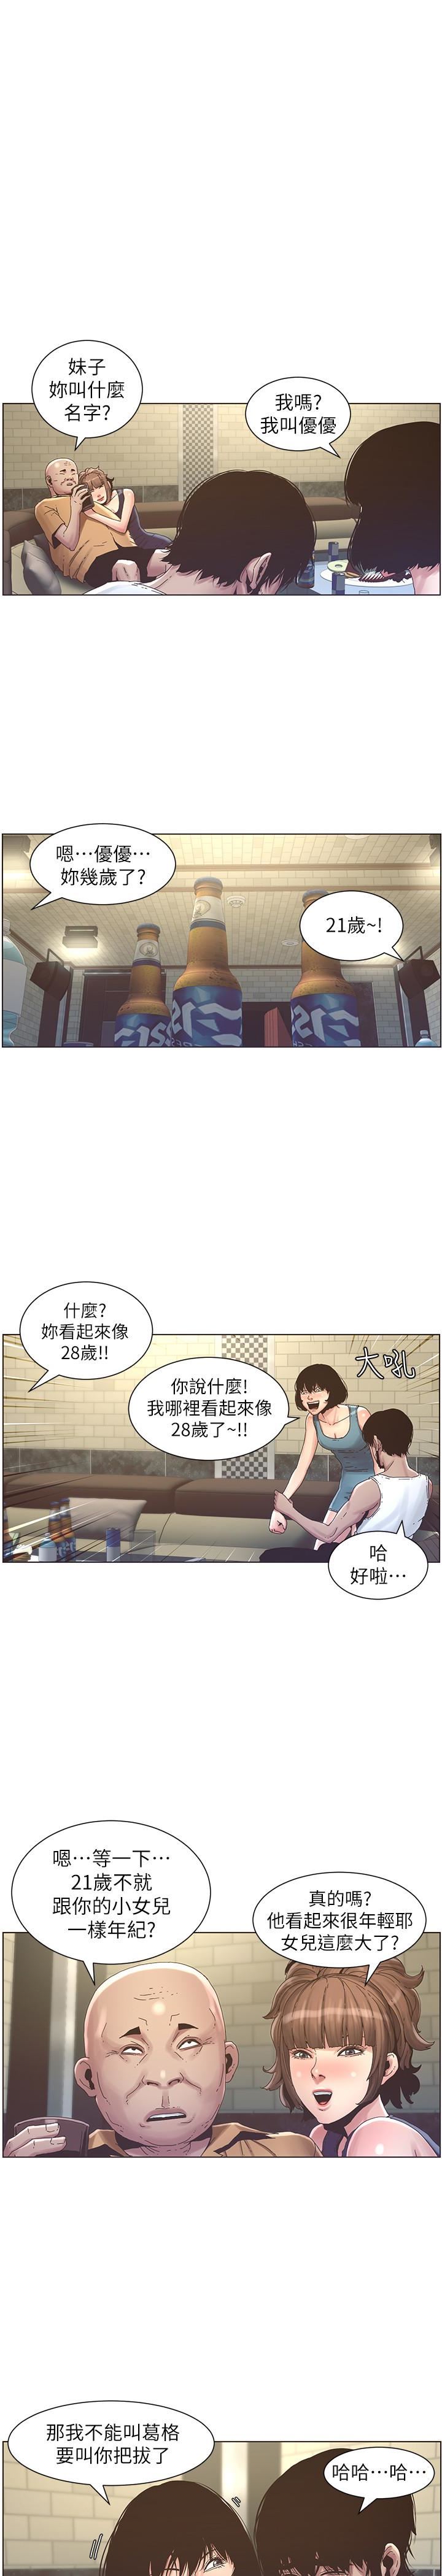 妹子
妳叫什麼
名字?
我嗎?
我叫優優
嗯⋯優優⋯
妳幾歲了?
21歲~!
什麼?
妳看起來像
28歲!!
大吼
你說什麼!
我哪裡看起來像
28歲了~!!
哈
好啦⋯
嗯⋯等一下⋯
21歲不就
跟你的小女兒
一樣年紀?
真的嗎?
他看起來很年輕耶
女兒這麼大了?
那我不能叫葛格
要叫你把拔了
哈哈⋯哈⋯